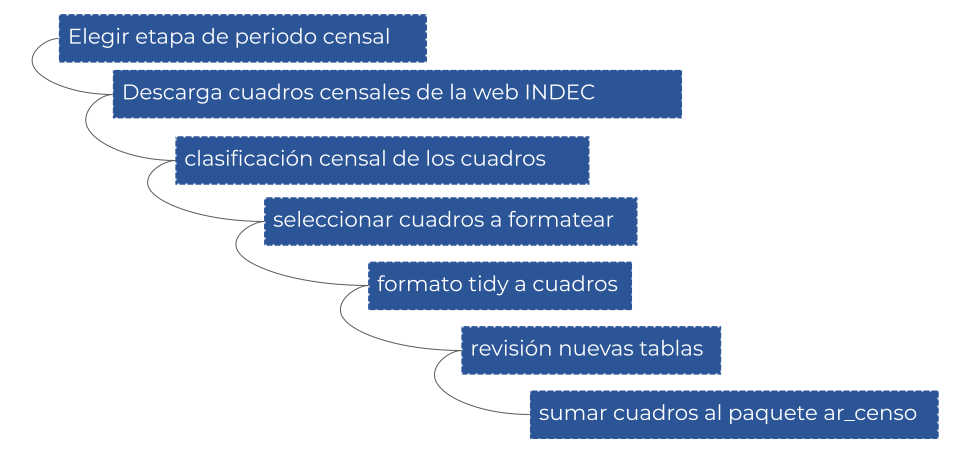 Elegir etapa de periodo censal
Descarga cuadros censales de la web INDEC
clasificación censal de los cuadros
seleccionar cuadros a formatear
formato tidy a cuadros
revisión nuevas tablas
sumar cuadros al paquete ar_censo